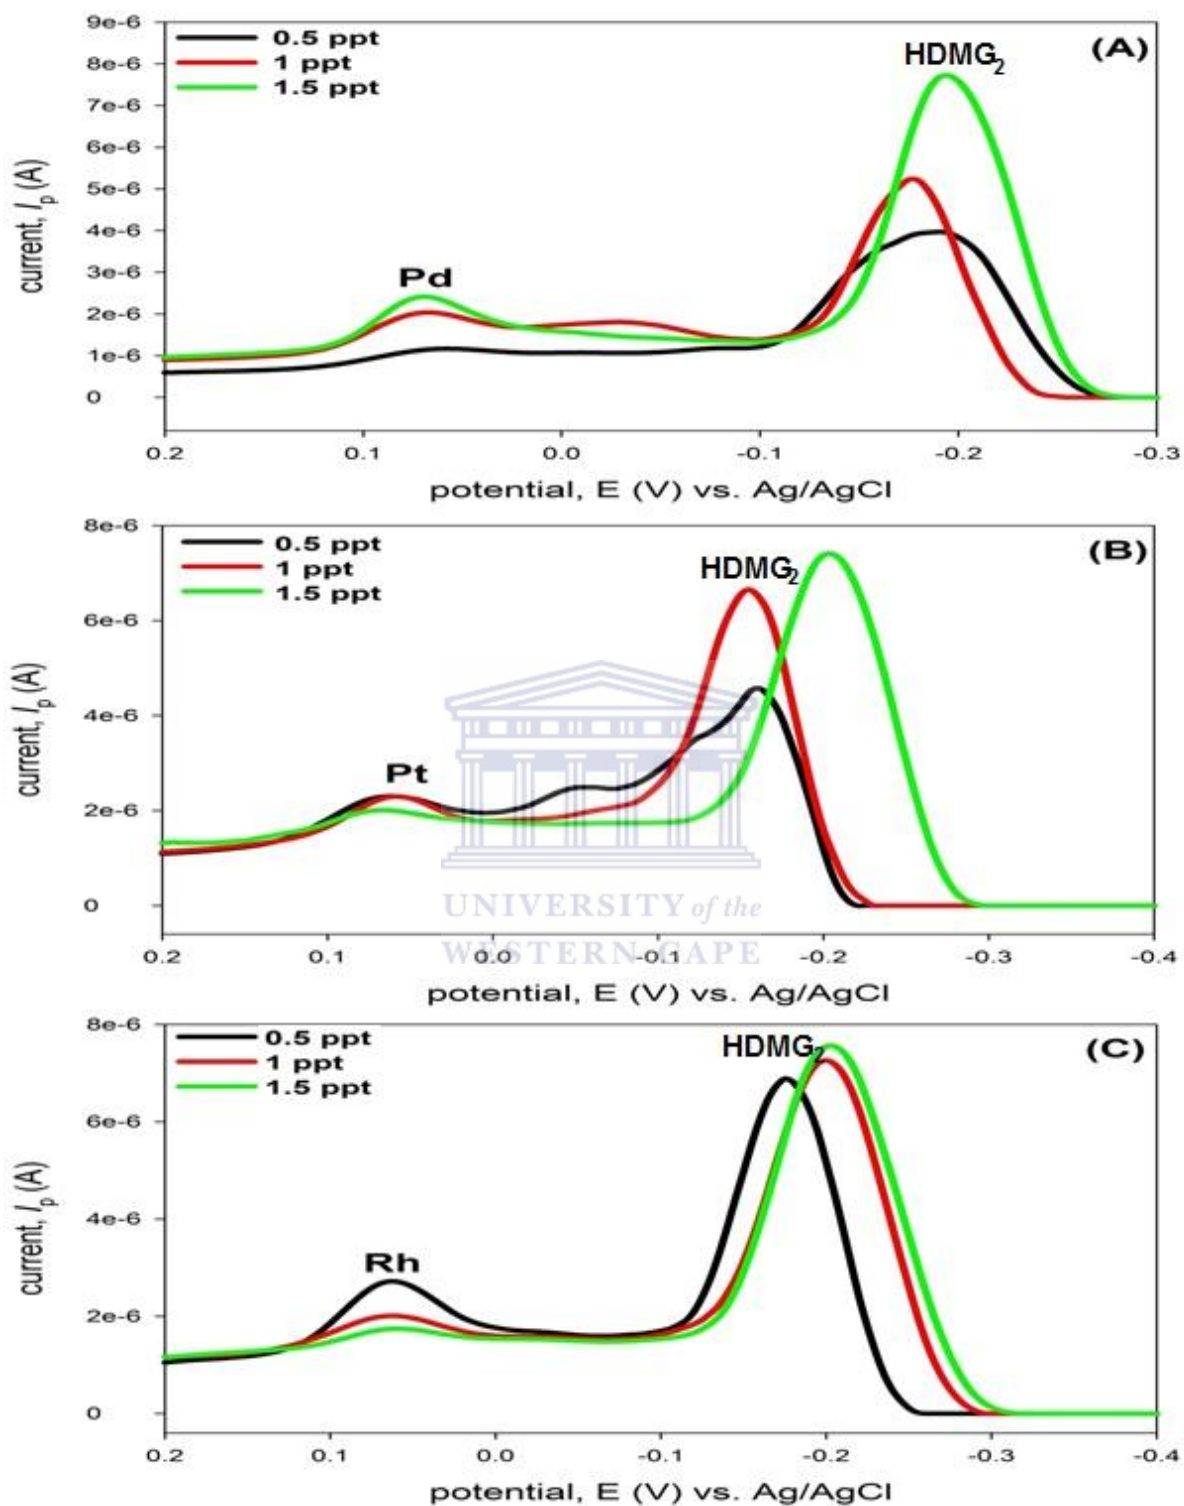 0.5 ppt
1 ppt
1.5 ppt
HDMG2
(A)
Pd
9e-6
8e-6
7e-6
6e-6
5e-6
4e-6
3e-6
2e-6
1e-6
0
current, Ip (A)
0.2 0.1 0.0 -0.1 -0.2 -0.3
potential, E (V) vs. Ag/AgCl
0.5 ppt
1 ppt
1.5 ppt
HDMG2
(B)
Pt
8e-6
6e-6
4e-6
2e-6
0
current, Ip (A)
UNIVERSITY of the
WESTERN CAPE
0.2 0.1 0.0 -0.1 -0.2 -0.3 -0.4
potential, E (V) vs. Ag/AgCl
0.5 ppt
1 ppt
1.5 ppt
HDMG2
(C)
Rh
8e-6
6e-6
4e-6
2e-6
0
current, Ip (A)
0.2 0.1 0.0 -0.1 -0.2 -0.3 -0.4
potential, E (V) vs. Ag/AgCl